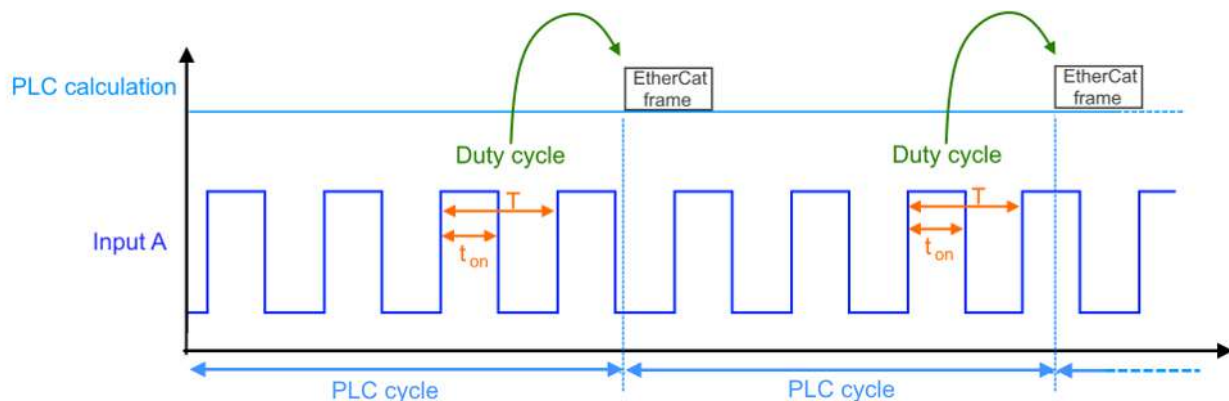 PLC calculation
EtherCat
frame
EtherCat
frame
Duty cycle
Duty cycle
Input A
T
t on
T
t on
PLC cycle
PLC cycle